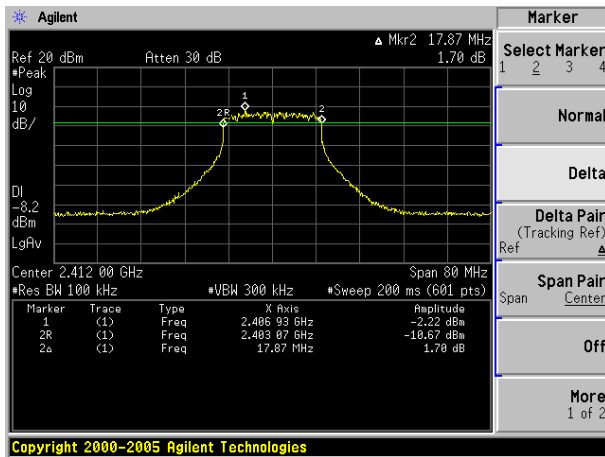 Agilent
Marker
Δ Mkr2 17.87 MHz
Ref 20 dBm Atten 30 dB 1.70 dB
Select Marker
1 2 3 4
#Peak
Log
10
dB/
1
2R
2
Normal
Delta
DI
-8.2
dBm
LgAv
Delta Pair
(Tracking Ref)
Ref Δ
Center 2.412 00 GHz Span 80 MHz
#Res BW 100 kHz #VBW 300 kHz #Sweep 200 ms (601 pts)
Span Pair
Span Center
Marker Trace Type X Axis Amplitude
1 (1) Freq 2.406 93 GHz -2.22 dBm
2R (1) Freq 2.403 07 GHz -10.67 dBm
2Δ (1) Freq 17.87 MHz 1.70 dB
Off
More
1 of 2
Copyright 2000-2005 Agilent Technologies